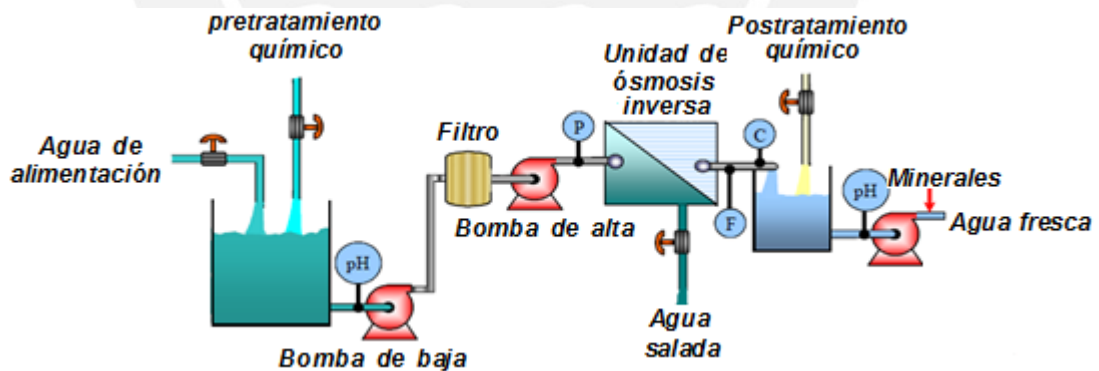 pretratamiento
químico
Postratamiento
químico
Unidad de
ósmosis
inversa
Agua de
alimentación
Filtro
P
C
F
pH
pH
Minerales
Agua fresca
Bomba de alta
Bomba de baja
Agua
salada